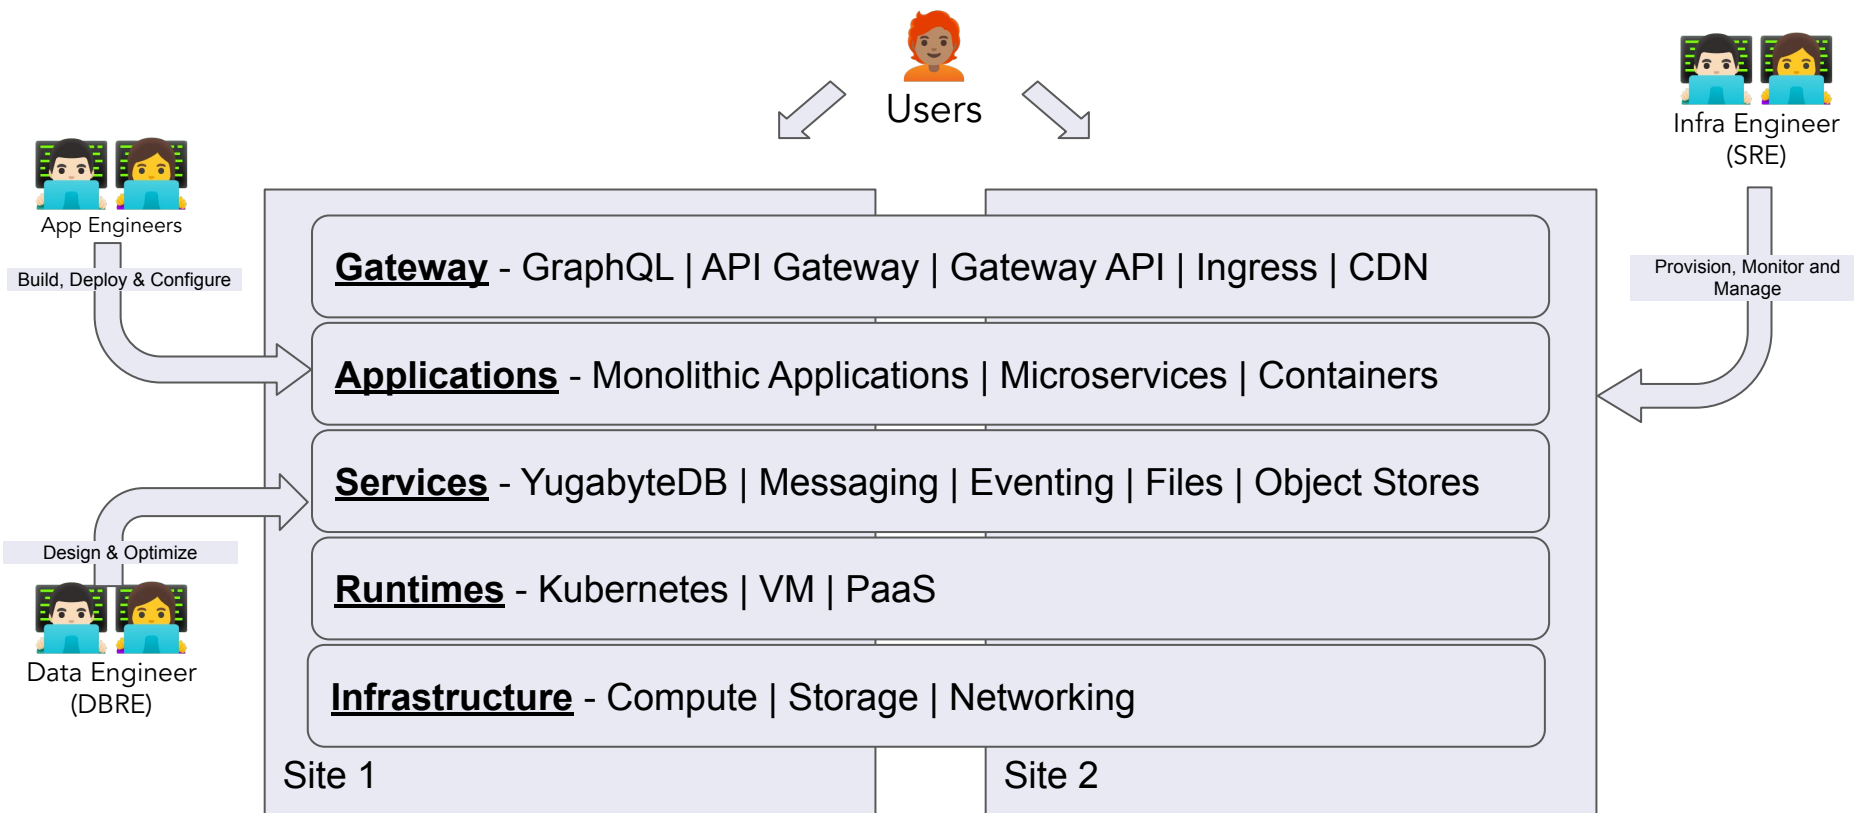 Users
Infra Engineer
(SRE)
App Engineers
Build, Deploy & Configure
Provision, Monitor and
Manage
Gateway - GraphQL | API Gateway | Gateway API | Ingress | CDN
Applications - Monolithic Applications | Microservices | Containers
Services - YugabyteDB | Messaging | Eventing | Files | Object Stores
Design & Optimize
Runtimes - Kubernetes | VM | PaaS
Data Engineer
(DBRE)
Infrastructure - Compute | Storage | Networking
Site 1
Site 2